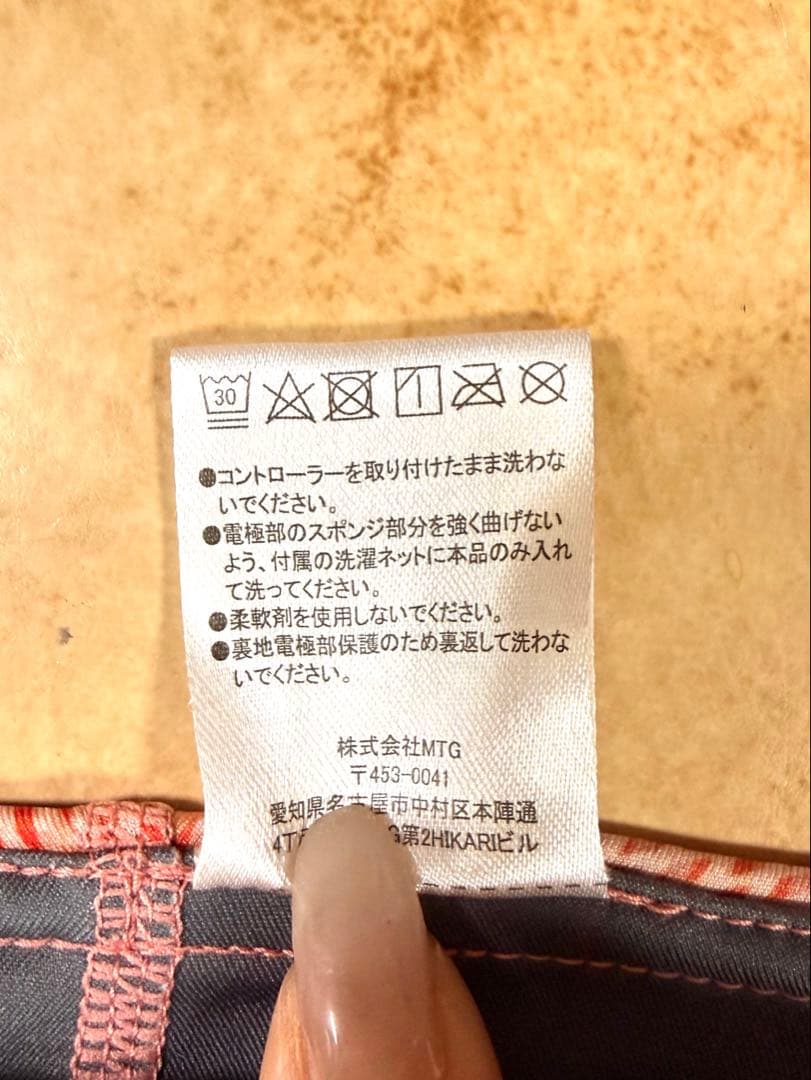 30
●コントローラーを取り付けたまま洗わな
いでください。
●電極部のスポンジ部分を強く曲げない
よう、付属の洗濯ネットに本品のみ入れ
て洗ってください。
●柔軟剤を使用しないでください。
●裏地電極部保護のため裏返して洗わな
いでください。
株式会社MTG
〒453-0041
愛知県名古屋市中村区本陣通
第2HIKARIビル